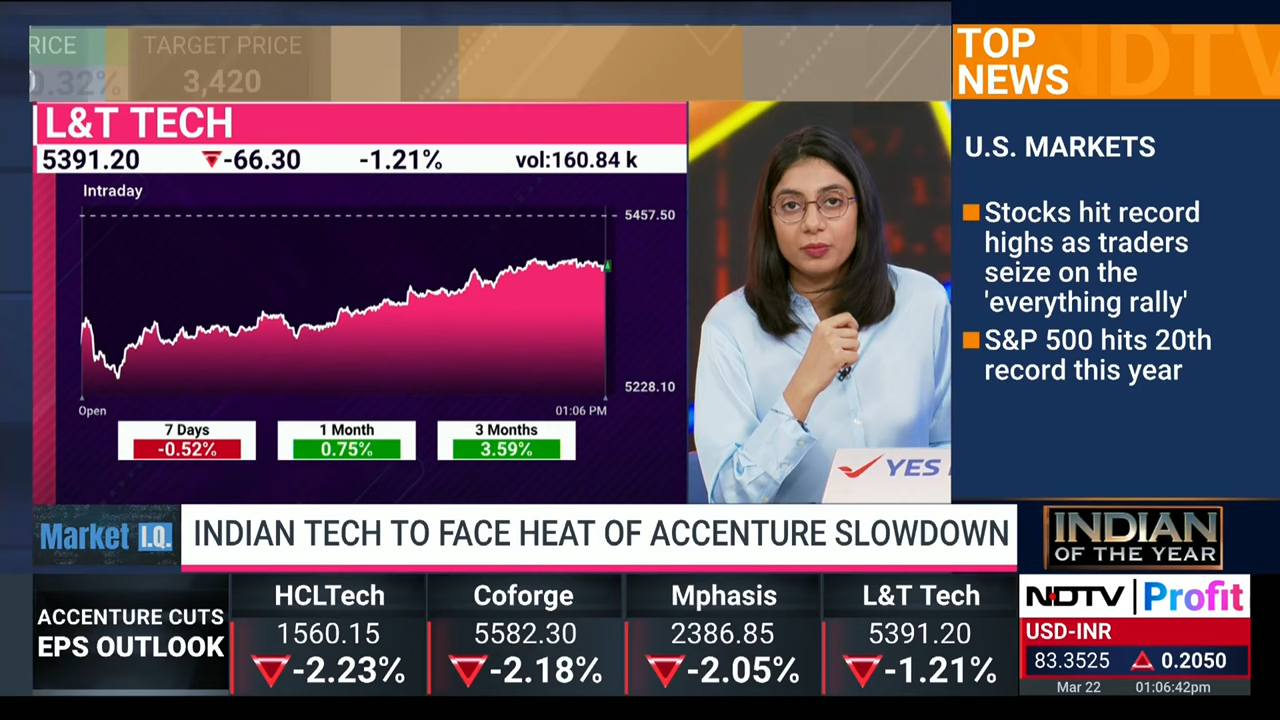 RICE
0.32%
TARGET PRICE
3,420
L&T TECH
5391.20 -66.30 -1.21% vol:160.84 k
Intraday
5457.50
5228.10
Open
01:06 PM
7 Days
-0.52%
1 Month
0.75%
3 Months
3.59%
YES
TOP
NEWS
NDTV
U.S. MARKETS
Stocks hit record
highs as traders
seize on the
'everything rally'
S&P 500 hits 20th
record this year
Market I.Q.
INDIAN TECH TO FACE HEAT OF ACCENTURE SLOWDOWN
INDIAN
OF THE YEAR
ACCENTURE CUTS
EPS OUTLOOK
HCLTech
1560.15
-2.23%
Coforge
5582.30
-2.18%
Mphasis
2386.85
-2.05%
L&T Tech
5391.20
-1.21%
NDTV Profit
USD-INR
83.3525 0.2050
Mar 22 01:06:42pm